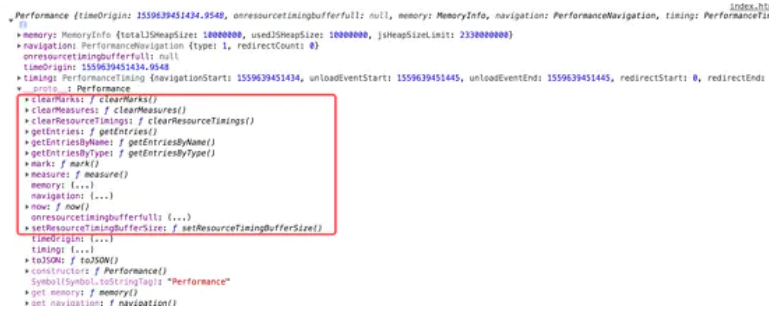 index.ht
Performance {timeOrigin: 1559639451434.9548, onresourcetimingbufferfull: null, memory: MemoryInfo, navigation: PerformanceNavigation, timing: PerformanceTi
memory: MemoryInfo {totalJSHeapSize: 10000000, usedJSHeapSize: 10000000, jsHeapSizeLimit: 2330000000}
navigation: PerformanceNavigation {type: 1, redirectCount: 0}
onresourcetimingbufferfull: null
timeOrigin: 1559639451434.9548
timing: PerformanceTiming {navigationStart: 1559639451434, unloadEventStart: 1559639451445, unloadEventEnd: 1559639451445, redirectStart: 0, redirectEnd:
__proto__: Performance
clearMarks: ƒ clearMarks()
clearMeasures: ƒ clearMeasures()
clearResourceTimings: ƒ clearResourceTimings()
getEntries: ƒ getEntries()
getEntriesByName: ƒ getEntriesByName()
getEntriesByType: ƒ getEntriesByType()
mark: ƒ mark()
measure: ƒ measure()
memory: (...)
navigation: (...)
now: ƒ now()
onresourcetimingbufferfull: (...)
setResourceTimingBufferSize: ƒ setResourceTimingBufferSize()
timeOrigin: (...)
timing: (...)
toJSON: ƒ toJSON()
constructor: ƒ Performance()
Symbol(Symbol.toStringTag): "Performance"
get memory: ƒ memory()
get navigation: ƒ navigation()